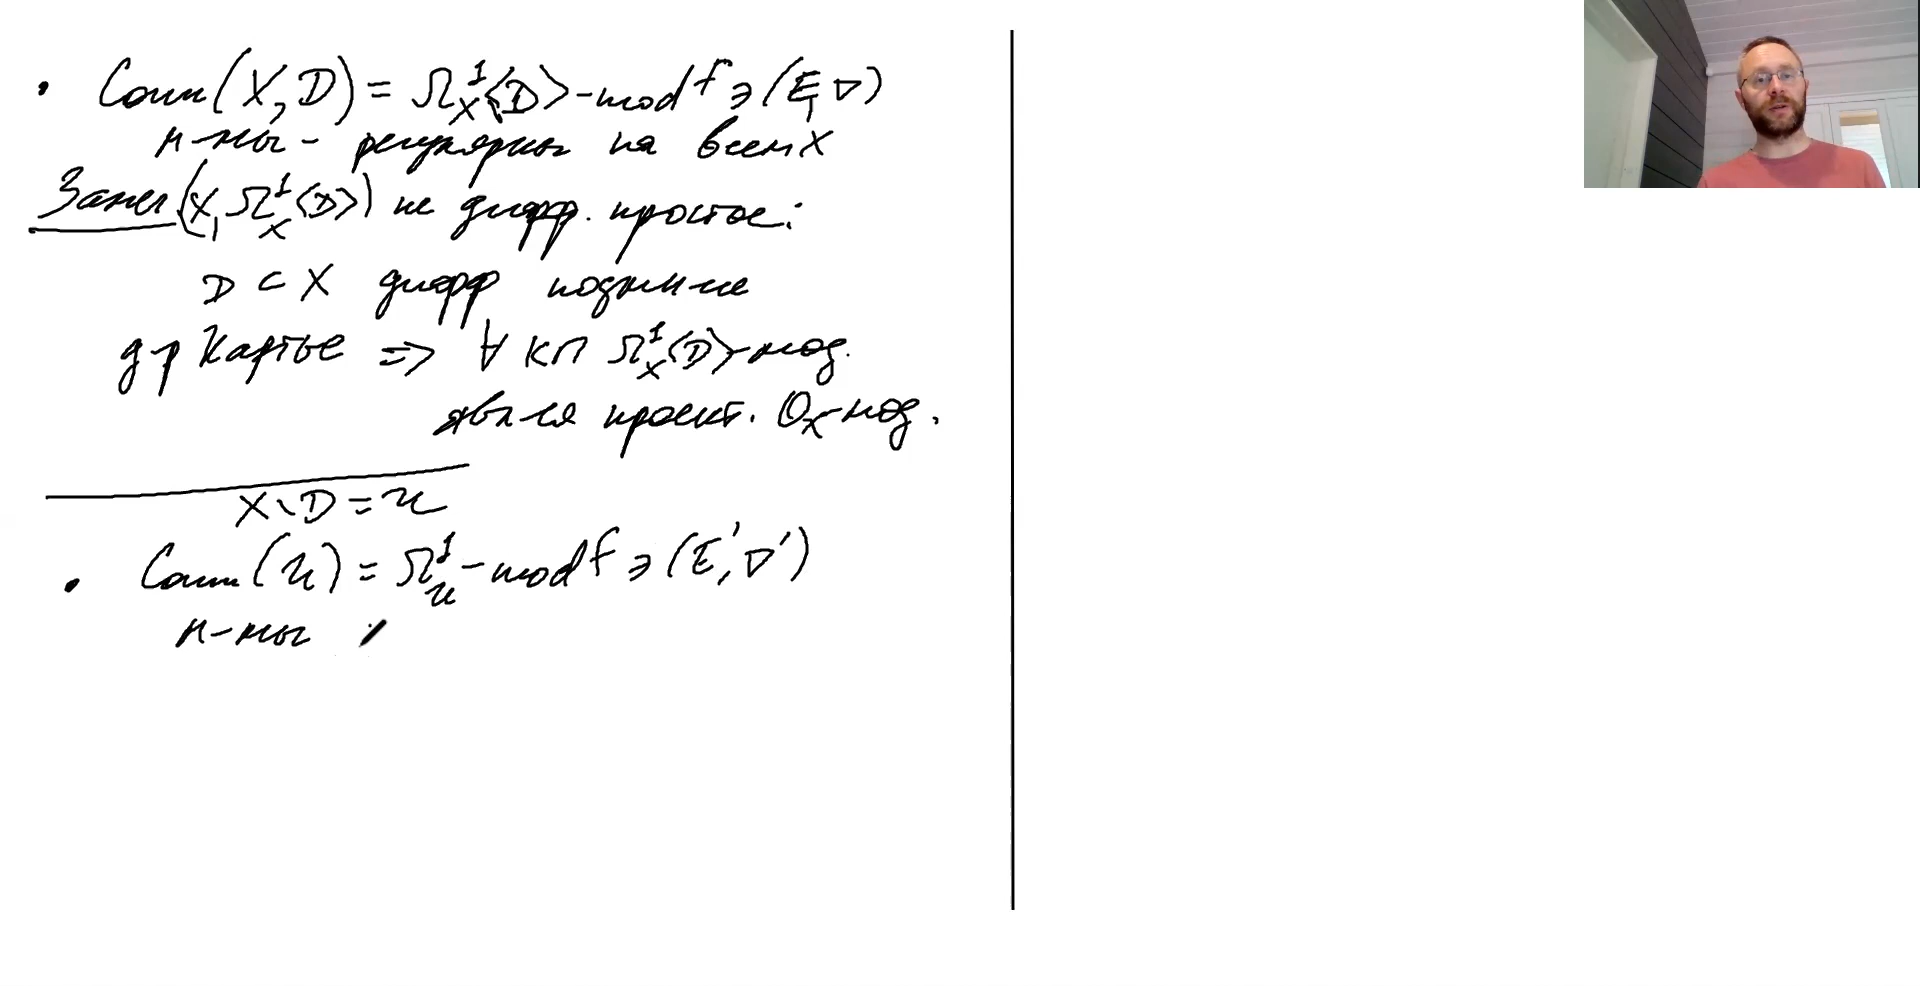 • Conn(X, D) = Ω¹_X⟨D⟩-mod^f ∋ (E, ∇)
м-мы - регулярны на всем X
Замеч (X, Ω¹_X⟨D⟩) не дифф. простое:
D ⊂ X дифф подмн-ие
д-р Картье => ∀ КП Ω¹_X⟨D⟩-мод.
явл-ся проект. O_X-мод.
X∖D = U
• Conn(U) = Ω¹_U-mod^f ∋ (E', ∇')
м-мы